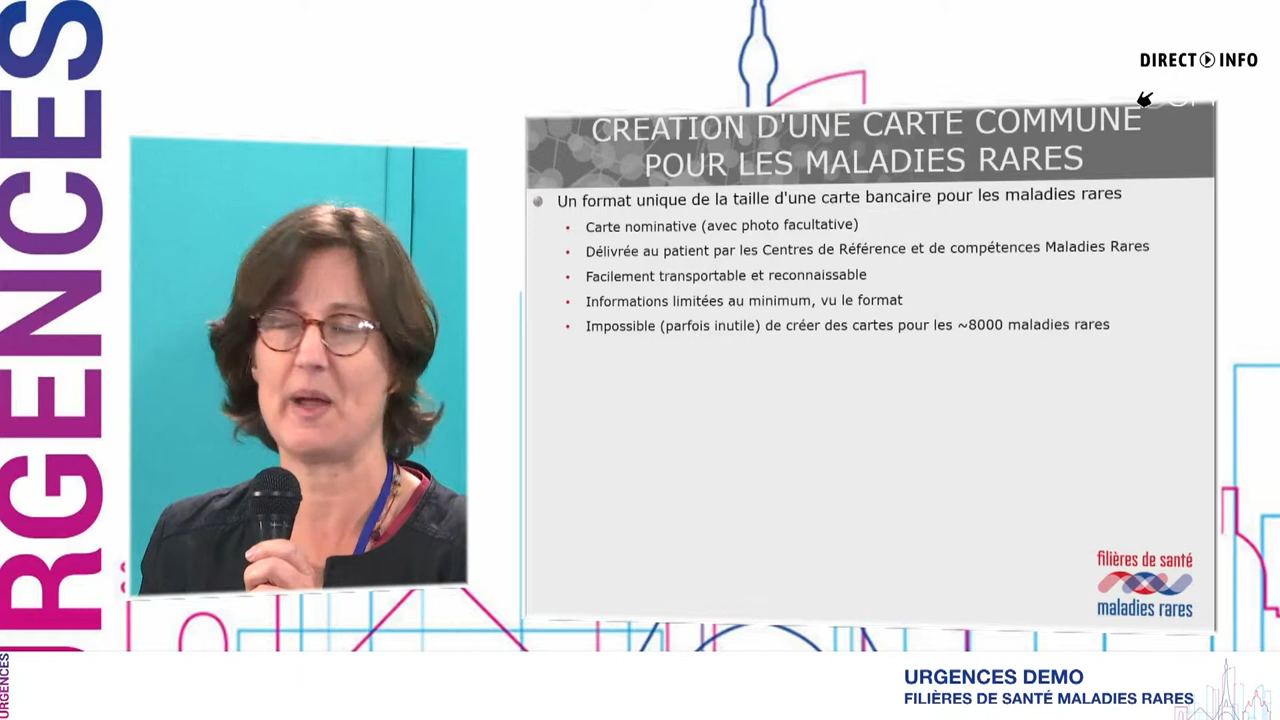 URGENCES
DIRECT INFO
CREATION D'UNE CARTE COMMUNE
POUR LES MALADIES RARES
Un format unique de la taille d'une carte bancaire pour les maladies rares
Carte nominative (avec photo facultative)
Délivrée au patient par les Centres de Référence et de compétences Maladies Rares
Facilement transportable et reconnaissable
Informations limitées au minimum, vu le format
Impossible (parfois inutile) de créer des cartes pour les ~8000 maladies rares
filières de santé
maladies rares
URGENCES
URGENCES DEMO
FILIÈRES DE SANTÉ MALADIES RARES